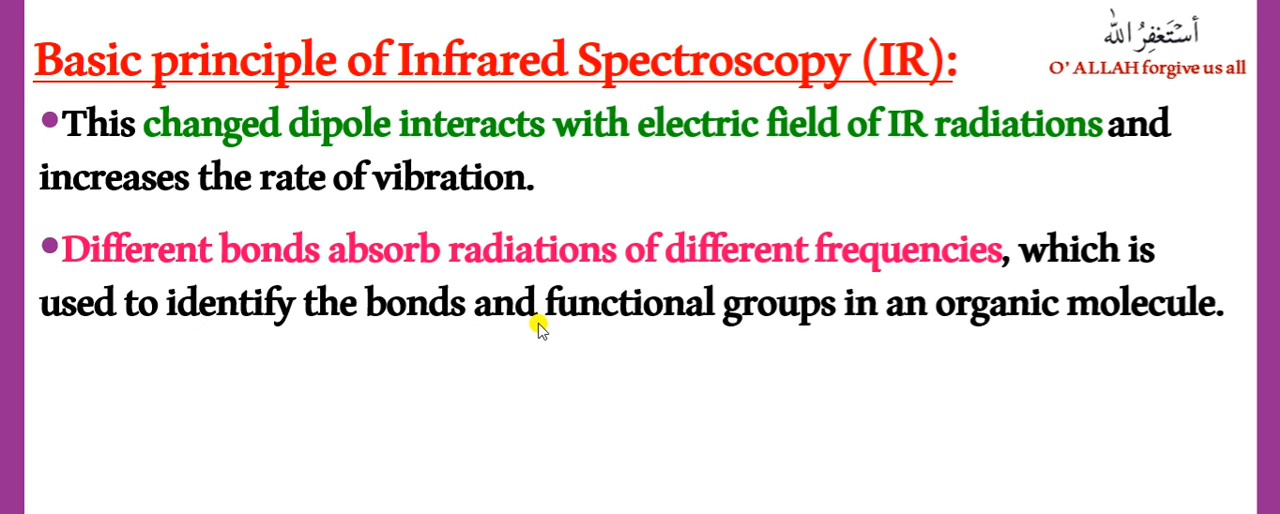 Basic principle of Infrared Spectroscopy (IR):
أَسْتَغْفِرُ اللّٰهَ
O' ALLAH forgive us all
•This changed dipole interacts with electric field of IR radiations and
increases the rate of vibration.
•Different bonds absorb radiations of different frequencies, which is
used to identify the bonds and functional groups in an organic molecule.